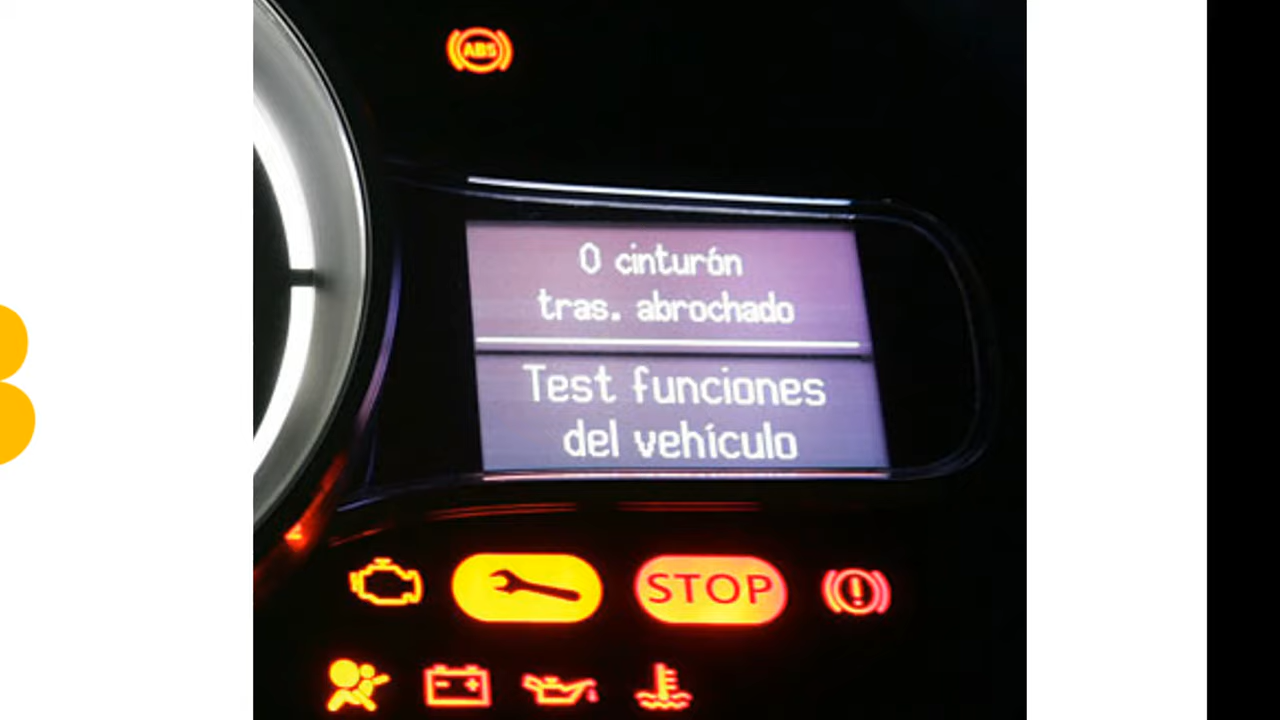 ABS
0 cinturón
tras. abrochado
Test funciones
del vehículo
STOP